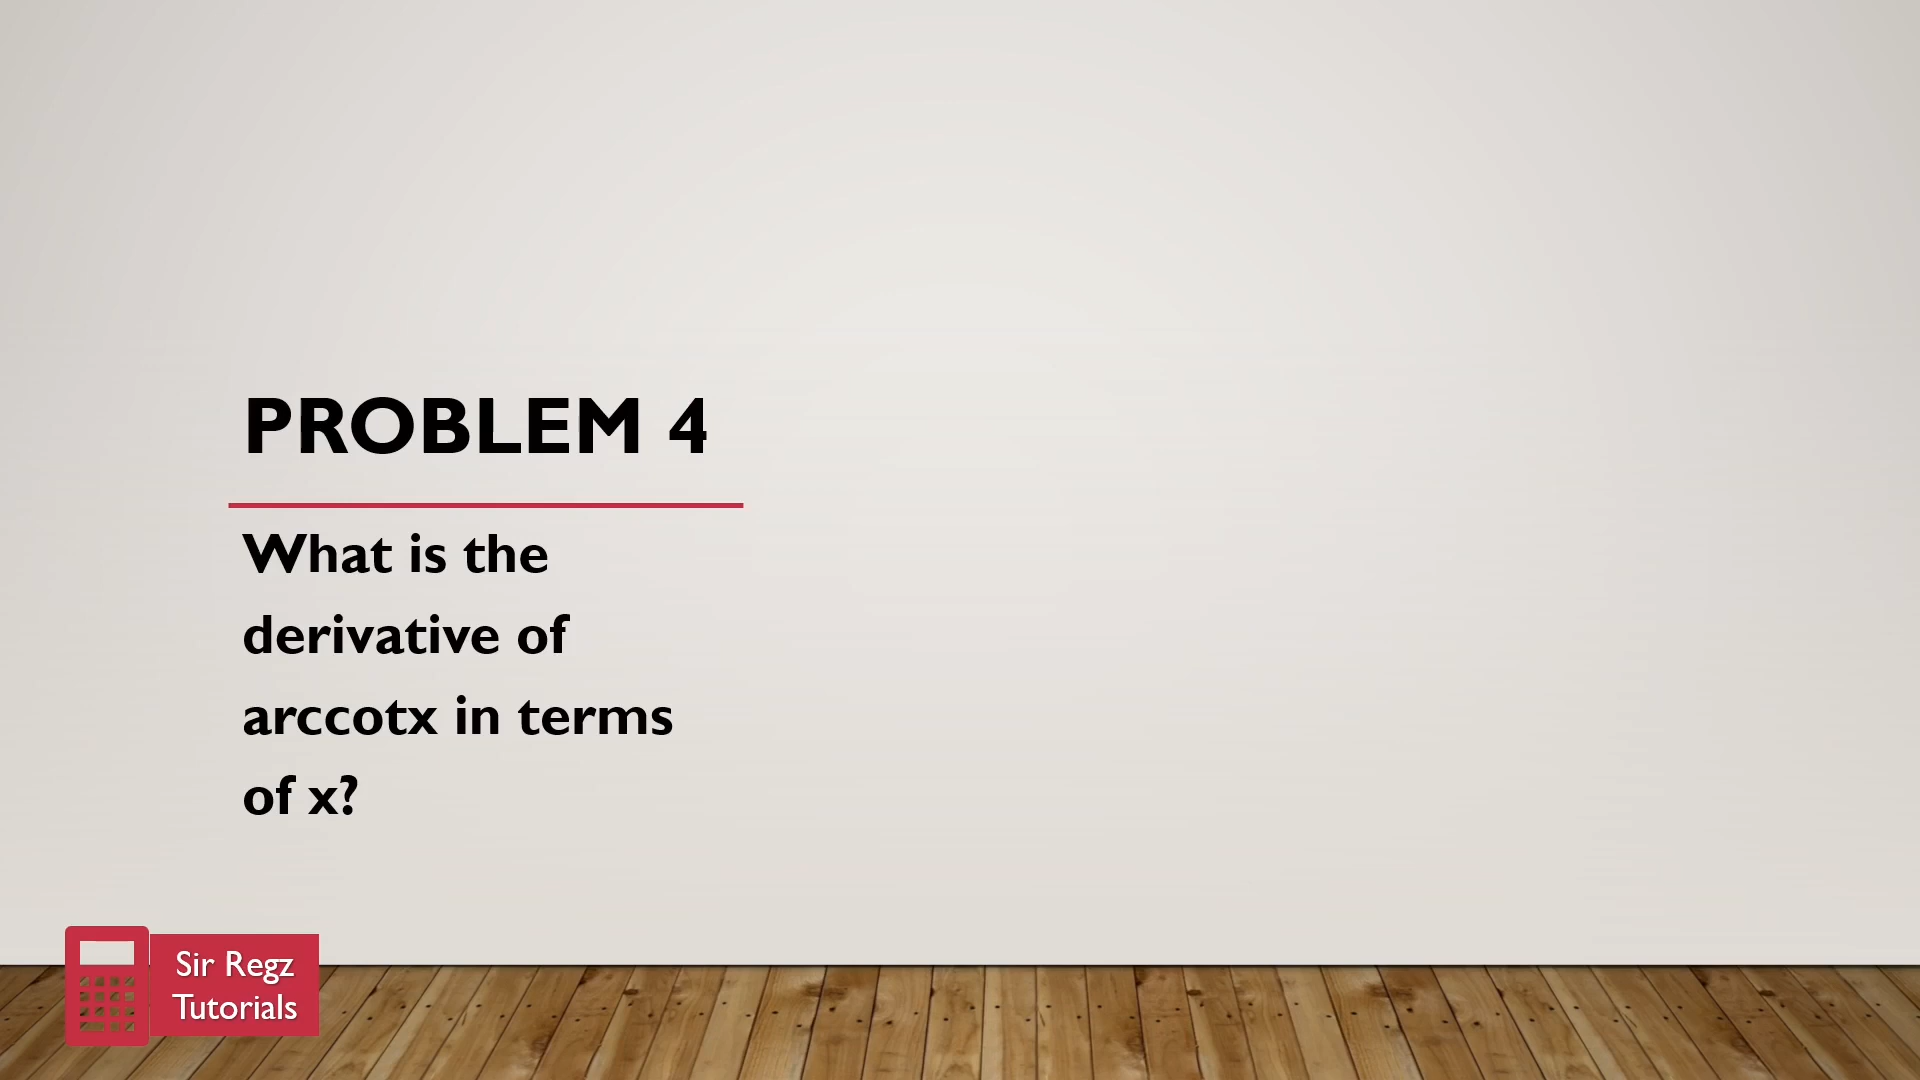 PROBLEM 4
What is the
derivative of
arccotx in terms
of x?
Sir Regz
Tutorials